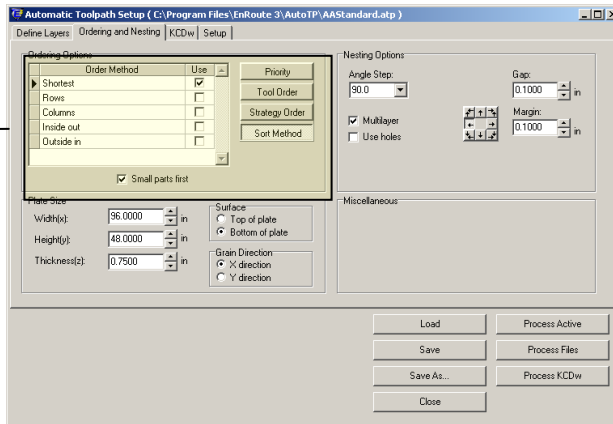 Automatic Toolpath Setup ( C:\Program Files\EnRoute 3\AutoTP\AAStandard.atp )
Define Layers Ordering and Nesting KCDw Setup
Ordering Options
Order Method Use
Shortest
Rows
Columns
Inside out
Outside in
Small parts first
Priority
Tool Order
Strategy Order
Sort Method
Nesting Options
Angle Step:
90.0
Multilayer
Use holes
Gap:
0.1000 in
Margin:
0.1000 in
Plate Size
Width(x): 96.0000 in
Height(y): 48.0000 in
Thickness(z): 0.7500 in
Surface
Top of plate
Bottom of plate
Grain Direction
X direction
Y direction
Miscellaneous
Load Process Active
Save Process Files
Save As... Process KCDw
Close